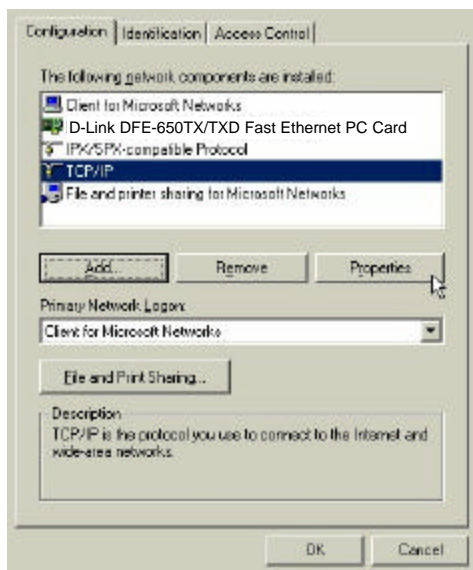 Configuration Identification Access Control
The following network components are installed:
Client for Microsoft Networks
D-Link DFE-650TX/TXD Fast Ethernet PC Card
IPX/SPX-compatible Protocol
TCP/IP
File and printer sharing for Microsoft Networks
Add... Remove Properties
Primary Network Logon:
Client for Microsoft Networks
File and Print Sharing...
Description
TCP/IP is the protocol you use to connect to the Internet and
wide-area networks.
OK Cancel